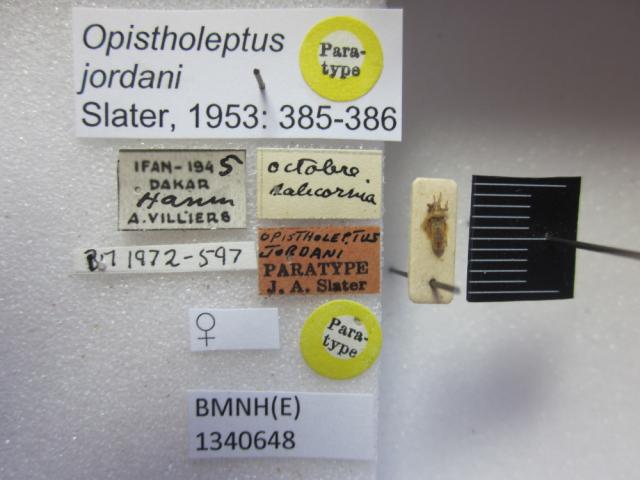 Opistholeptus
jordani
Slater, 1953: 385-386
Para-
type
IFAN-1945
DAKAR
Hann
A.VILLIERS
octobre
salicornia
B.M 1972-597
OPISTHOLEPTUS
JORDANI
PARATYPE
J. A. Slater
♀
Para-
type
BMNH(E)
1340648